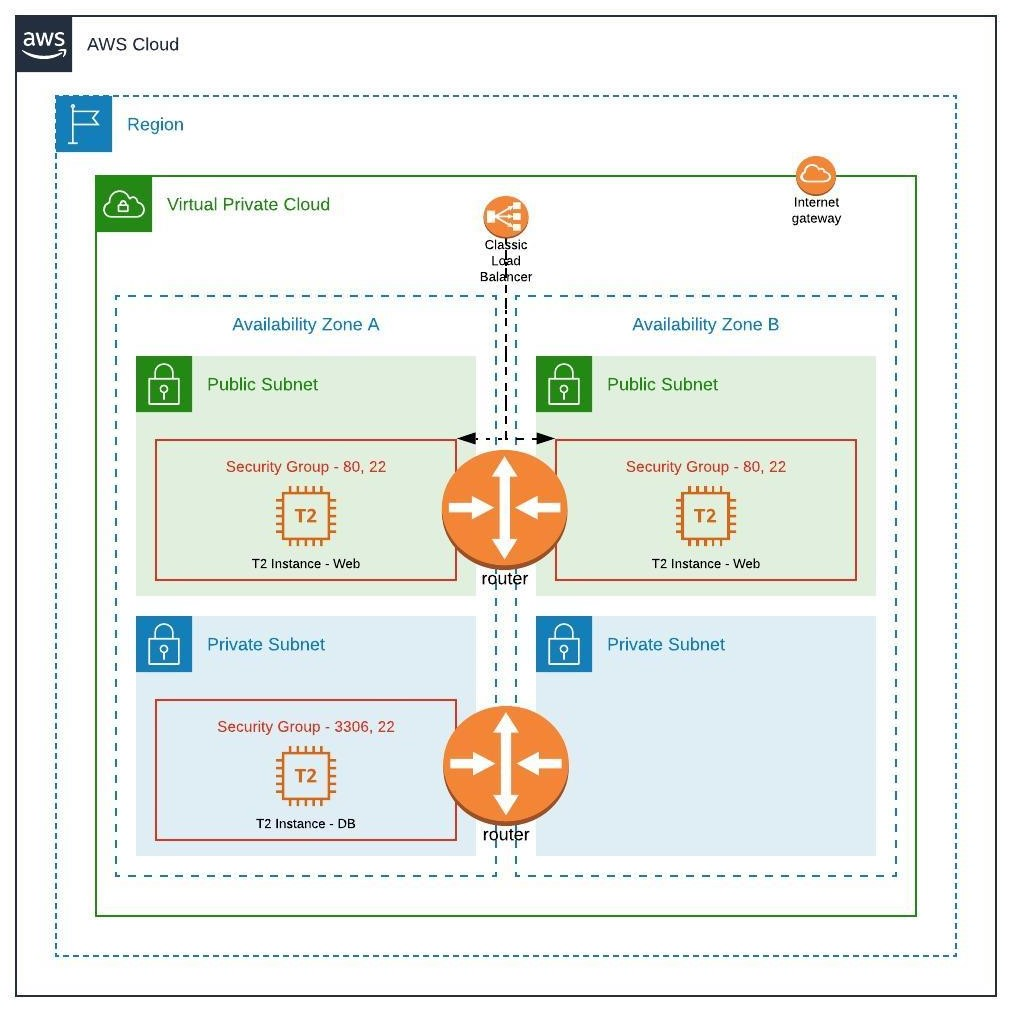 aws
AWS Cloud
Region
Virtual Private Cloud
Internet
gateway
Classic
Load
Balancer
Availability Zone A
Availability Zone B
Public Subnet
Public Subnet
Security Group - 80, 22
Security Group - 80, 22
T2
T2
T2 Instance - Web
T2 Instance - Web
router
Private Subnet
Private Subnet
Security Group - 3306, 22
T2
T2 Instance - DB
router